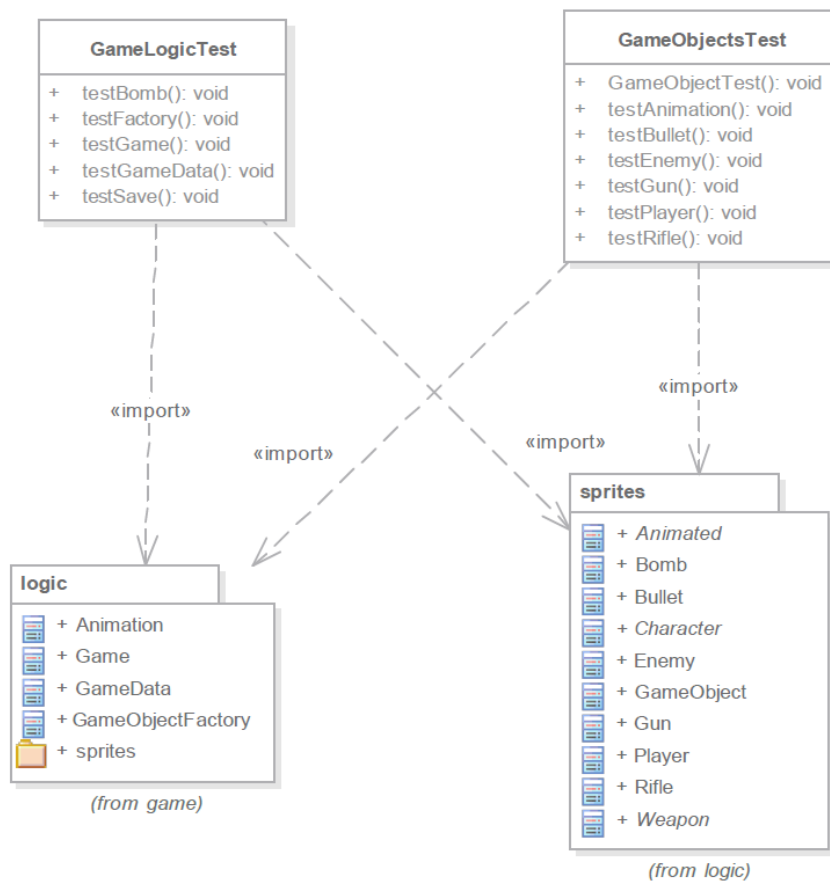 GameLogicTest
+ testBomb(): void
+ testFactory(): void
+ testGame(): void
+ testGameData(): void
+ testSave(): void
GameObjectsTest
+ GameObjectTest(): void
+ testAnimation(): void
+ testBullet(): void
+ testEnemy(): void
+ testGun(): void
+ testPlayer(): void
+ testRifle(): void
«import»
«import»
«import»
«import»
logic
+ Animation
+ Game
+ GameData
+ GameObjectFactory
+ sprites
(from game)
sprites
+ Animated
+ Bomb
+ Bullet
+ Character
+ Enemy
+ GameObject
+ Gun
+ Player
+ Rifle
+ Weapon
(from logic)